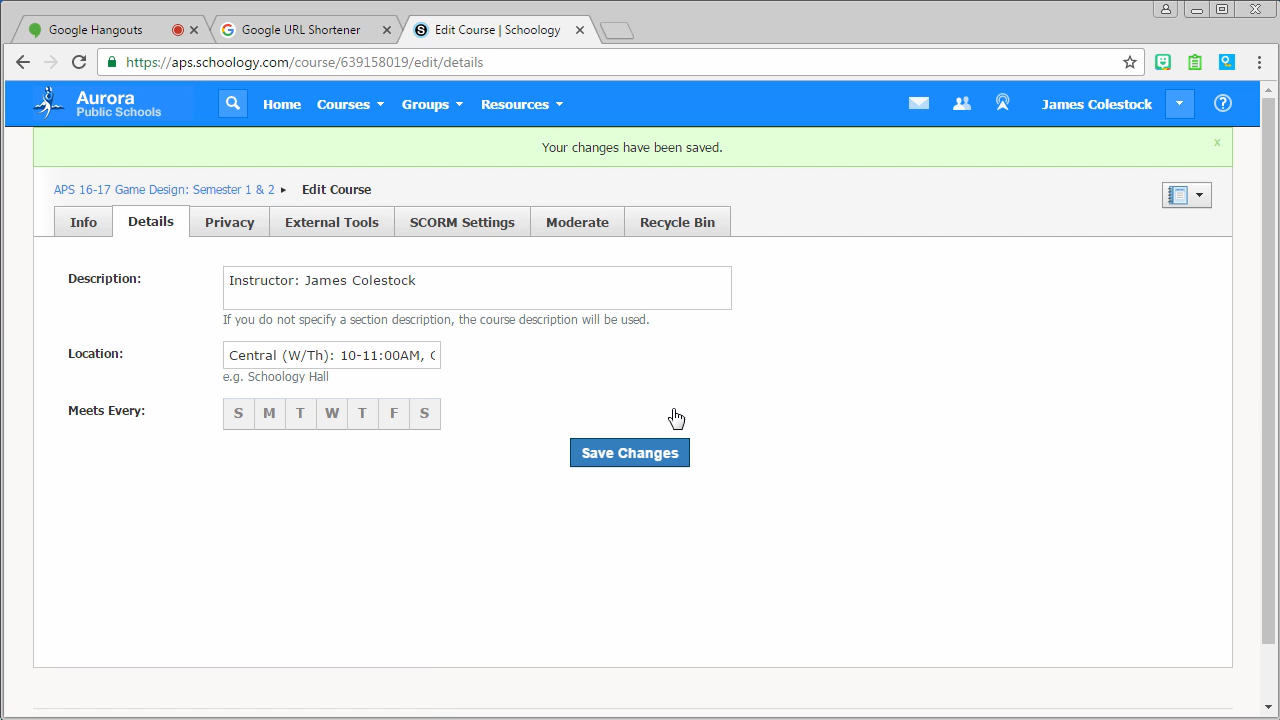 Google Hangouts
Google URL Shortener
Edit Course | Schoology
https://aps.schoology.com/course/639158019/edit/details
Aurora
Public Schools
Home
Courses
Groups
Resources
James Colestock
Your changes have been saved.
x
APS 16-17 Game Design: Semester 1 & 2
Edit Course
Info
Details
Privacy
External Tools
SCORM Settings
Moderate
Recycle Bin
Description:
Instructor: James Colestock
If you do not specify a section description, the course description will be used.
Location:
Central (W/Th): 10-11:00AM,
e.g. Schoology Hall
Meets Every:
S M T W T F S
Save Changes